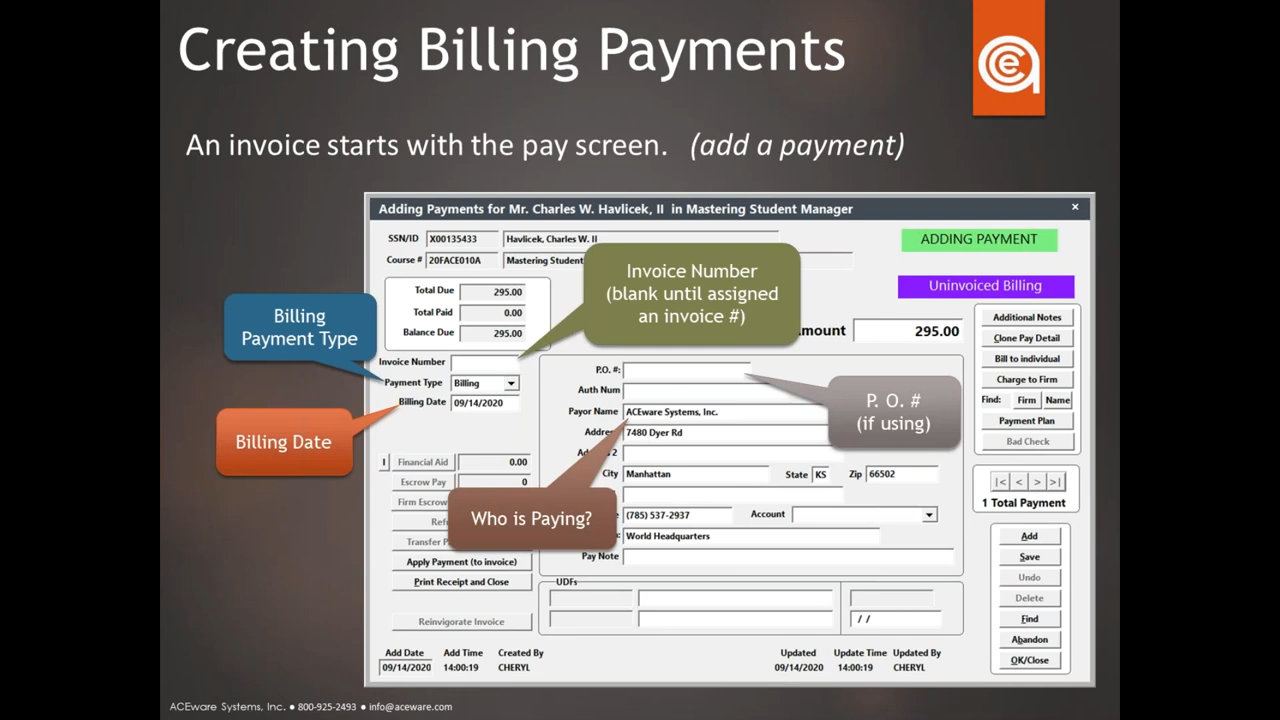 Creating Billing Payments
An invoice starts with the pay screen. (add a payment)
Adding Payments for Mr. Charles W. Havlicek, II in Mastering Student Manager
SSN/ID X00135433 Havlicek, Charles W. II
ADDING PAYMENT
Course # 20FACE010A Mastering Student
Uninvoiced Billing
Invoice Number
(blank until assigned
an invoice #)
Total Due 295.00
Total Paid 0.00
Balance Due 295.00
Amount 295.00
Billing
Payment Type
Invoice Number
Payment Type Billing
Billing Date 09/14/2020
Billing Date
P.O. #:
Auth Num
Payor Name ACEware Systems, Inc.
Address 7480 Dyer Rd
City Manhattan State KS Zip 66502
(785) 537-2937 Account
World Headquarters
Pay Note
P. O. #
(if using)
Who is Paying?
I Financial Aid 0.00
Escrow Pay 0
Firm Escrow
Transfer
Apply Payment (to invoice)
Print Receipt and Close
Reinvigorate Invoice
UDFs
/ /
Additional Notes
Clone Pay Detail
Bill to individual
Charge to Firm
Find: Firm Name
Payment Plan
Bad Check
|< < > >|
1 Total Payment
Add
Save
Undo
Delete
Find
Abandon
OK/Close
Add Date Add Time Created By
09/14/2020 14:00:19 CHERYL
Updated Update Time Updated By
09/14/2020 14:00:19 CHERYL
ACEware Systems, Inc. ● 800-925-2493 ● info@aceware.com